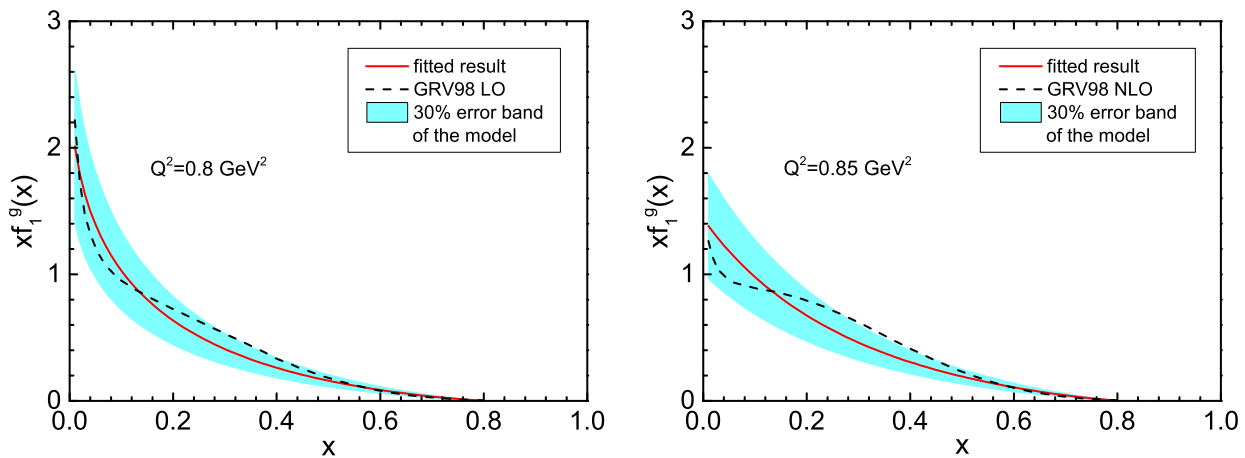 3
2
1
0
xf₁ᵍ(x)
fitted result
GRV98 LO
30% error band
of the model
Q²=0.8 GeV²
0.0 0.2 0.4 0.6 0.8 1.0
x
3
2
1
0
xf₁ᵍ(x)
fitted result
GRV98 NLO
30% error band
of the model
Q²=0.85 GeV²
0.0 0.2 0.4 0.6 0.8 1.0
x